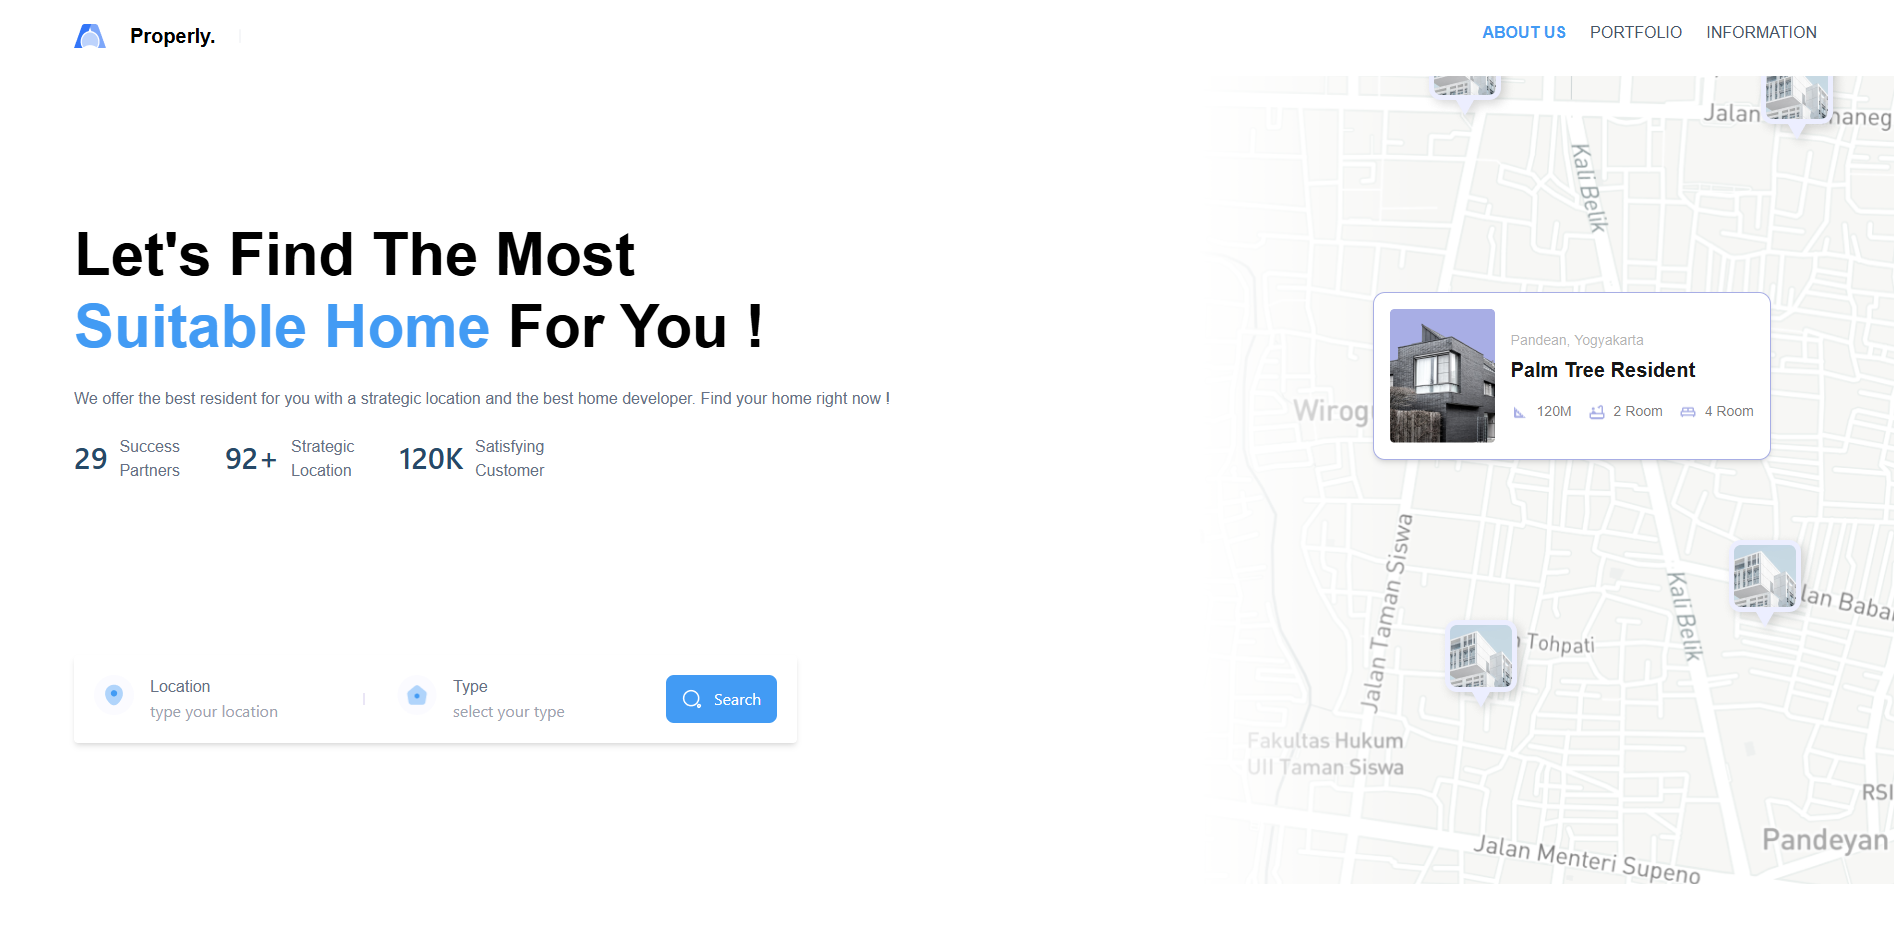 Properly.
ABOUT US
PORTFOLIO
INFORMATION
Let's Find The Most
Suitable Home For You !
We offer the best resident for you with a strategic location and the best home developer. Find your home right now !
29
Success
Partners
92+
Strategic
Location
120K
Satisfying
Customer
Location
type your location
Type
select your type
Search
Jalan
Kali Belik
Pandean, Yogyakarta
Palm Tree Resident
120M
2 Room
4 Room
Jalan Taman Siswa
Kali Belik
Tohpati
Fakultas Hukum
UII Taman Siswa
RSI
Pandeyan
Jalan Menteri Supeno